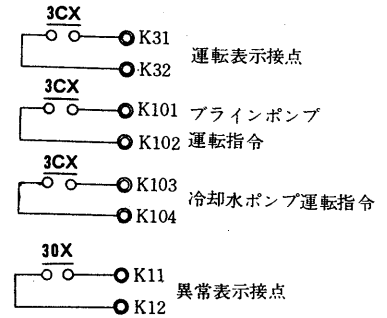 3CX
K31
K32
運転表示接点
3CX
K101
K102
ブラインポンプ
運転指令
3CX
K103
K104
冷却水ポンプ運転指令
30X
K11
K12
異常表示接点